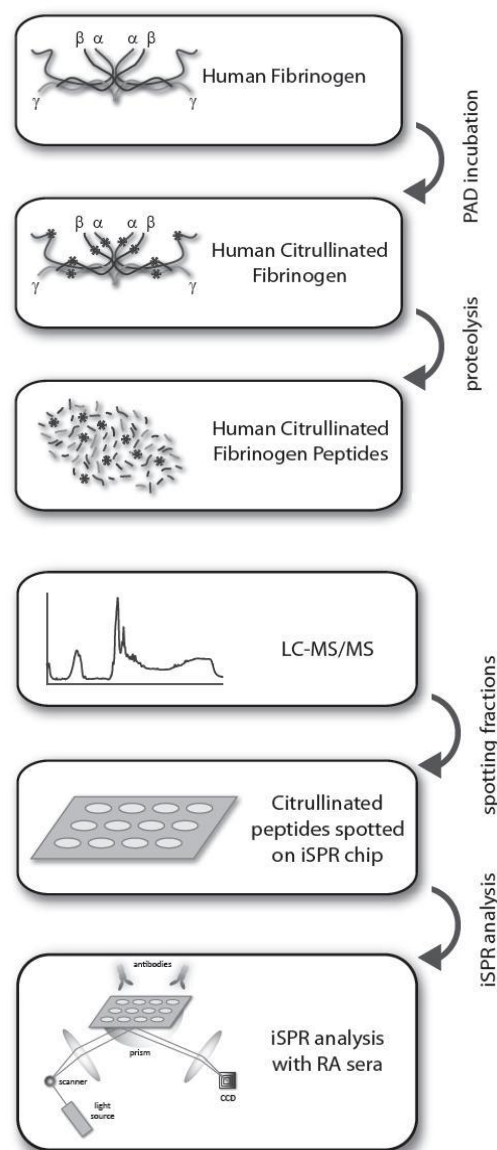 β α α β
γ γ
Human Fibrinogen
PAD incubation
β α α β
γ γ
Human Citrullinated
Fibrinogen
proteolysis
Human Citrullinated
Fibrinogen Peptides
LC-MS/MS
spotting fractions
Citrullinated
peptides spotted
on iSPR chip
iSPR analysis
antibodies
prism
scanner
CCD
light
source
iSPR analysis
with RA sera